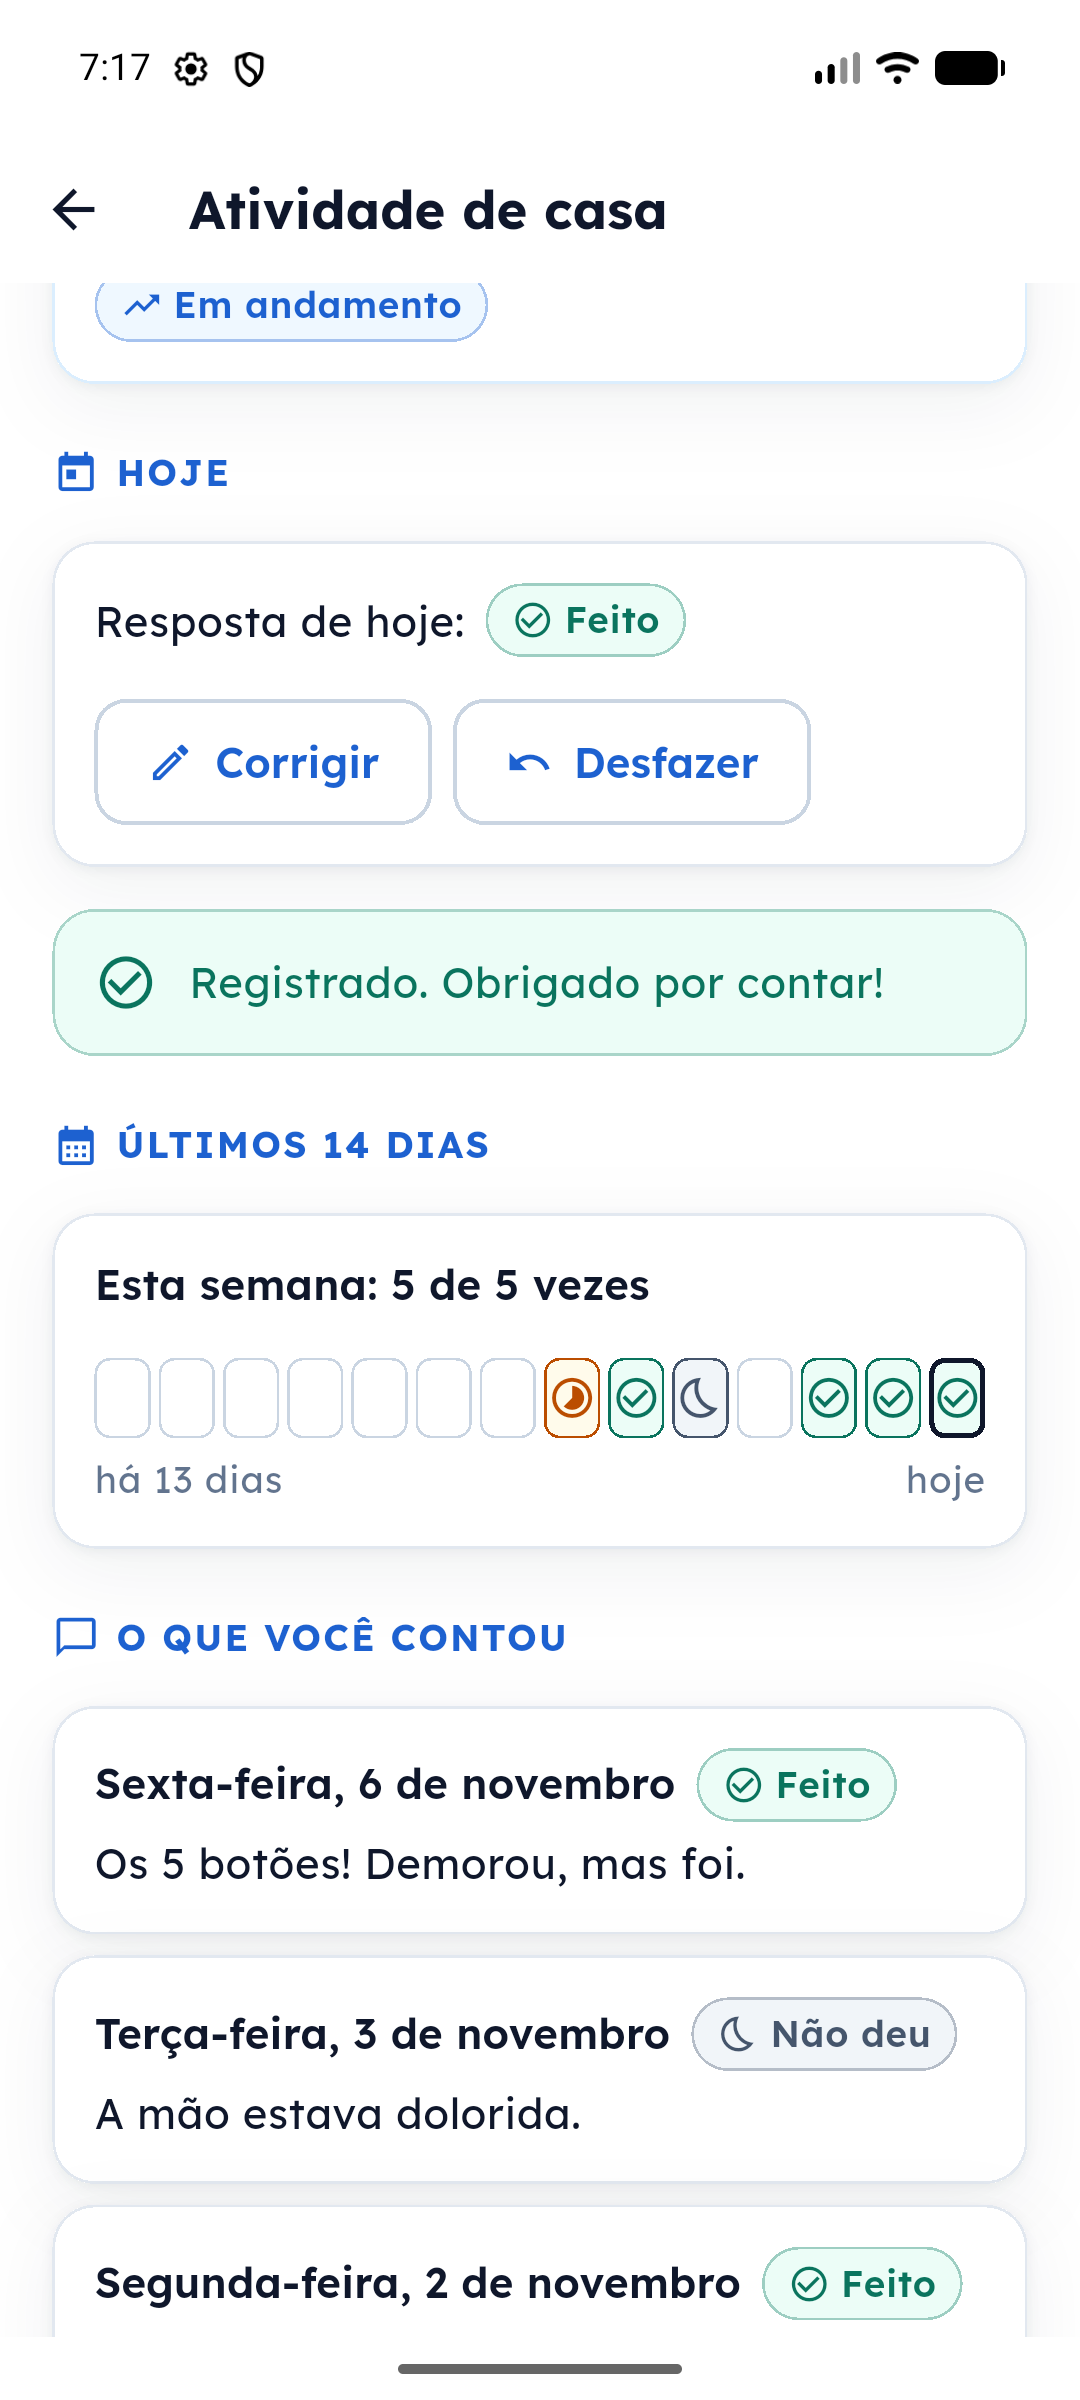 7:17
Atividade de casa
Em andamento
HOJE
Resposta de hoje: Feito
Corrigir Desfazer
Registrado. Obrigado por contar!
ÚLTIMOS 14 DIAS
Esta semana: 5 de 5 vezes
há 13 dias hoje
O QUE VOCÊ CONTOU
Sexta-feira, 6 de novembro Feito
Os 5 botões! Demorou, mas foi.
Terça-feira, 3 de novembro Não deu
A mão estava dolorida.
Segunda-feira, 2 de novembro Feito